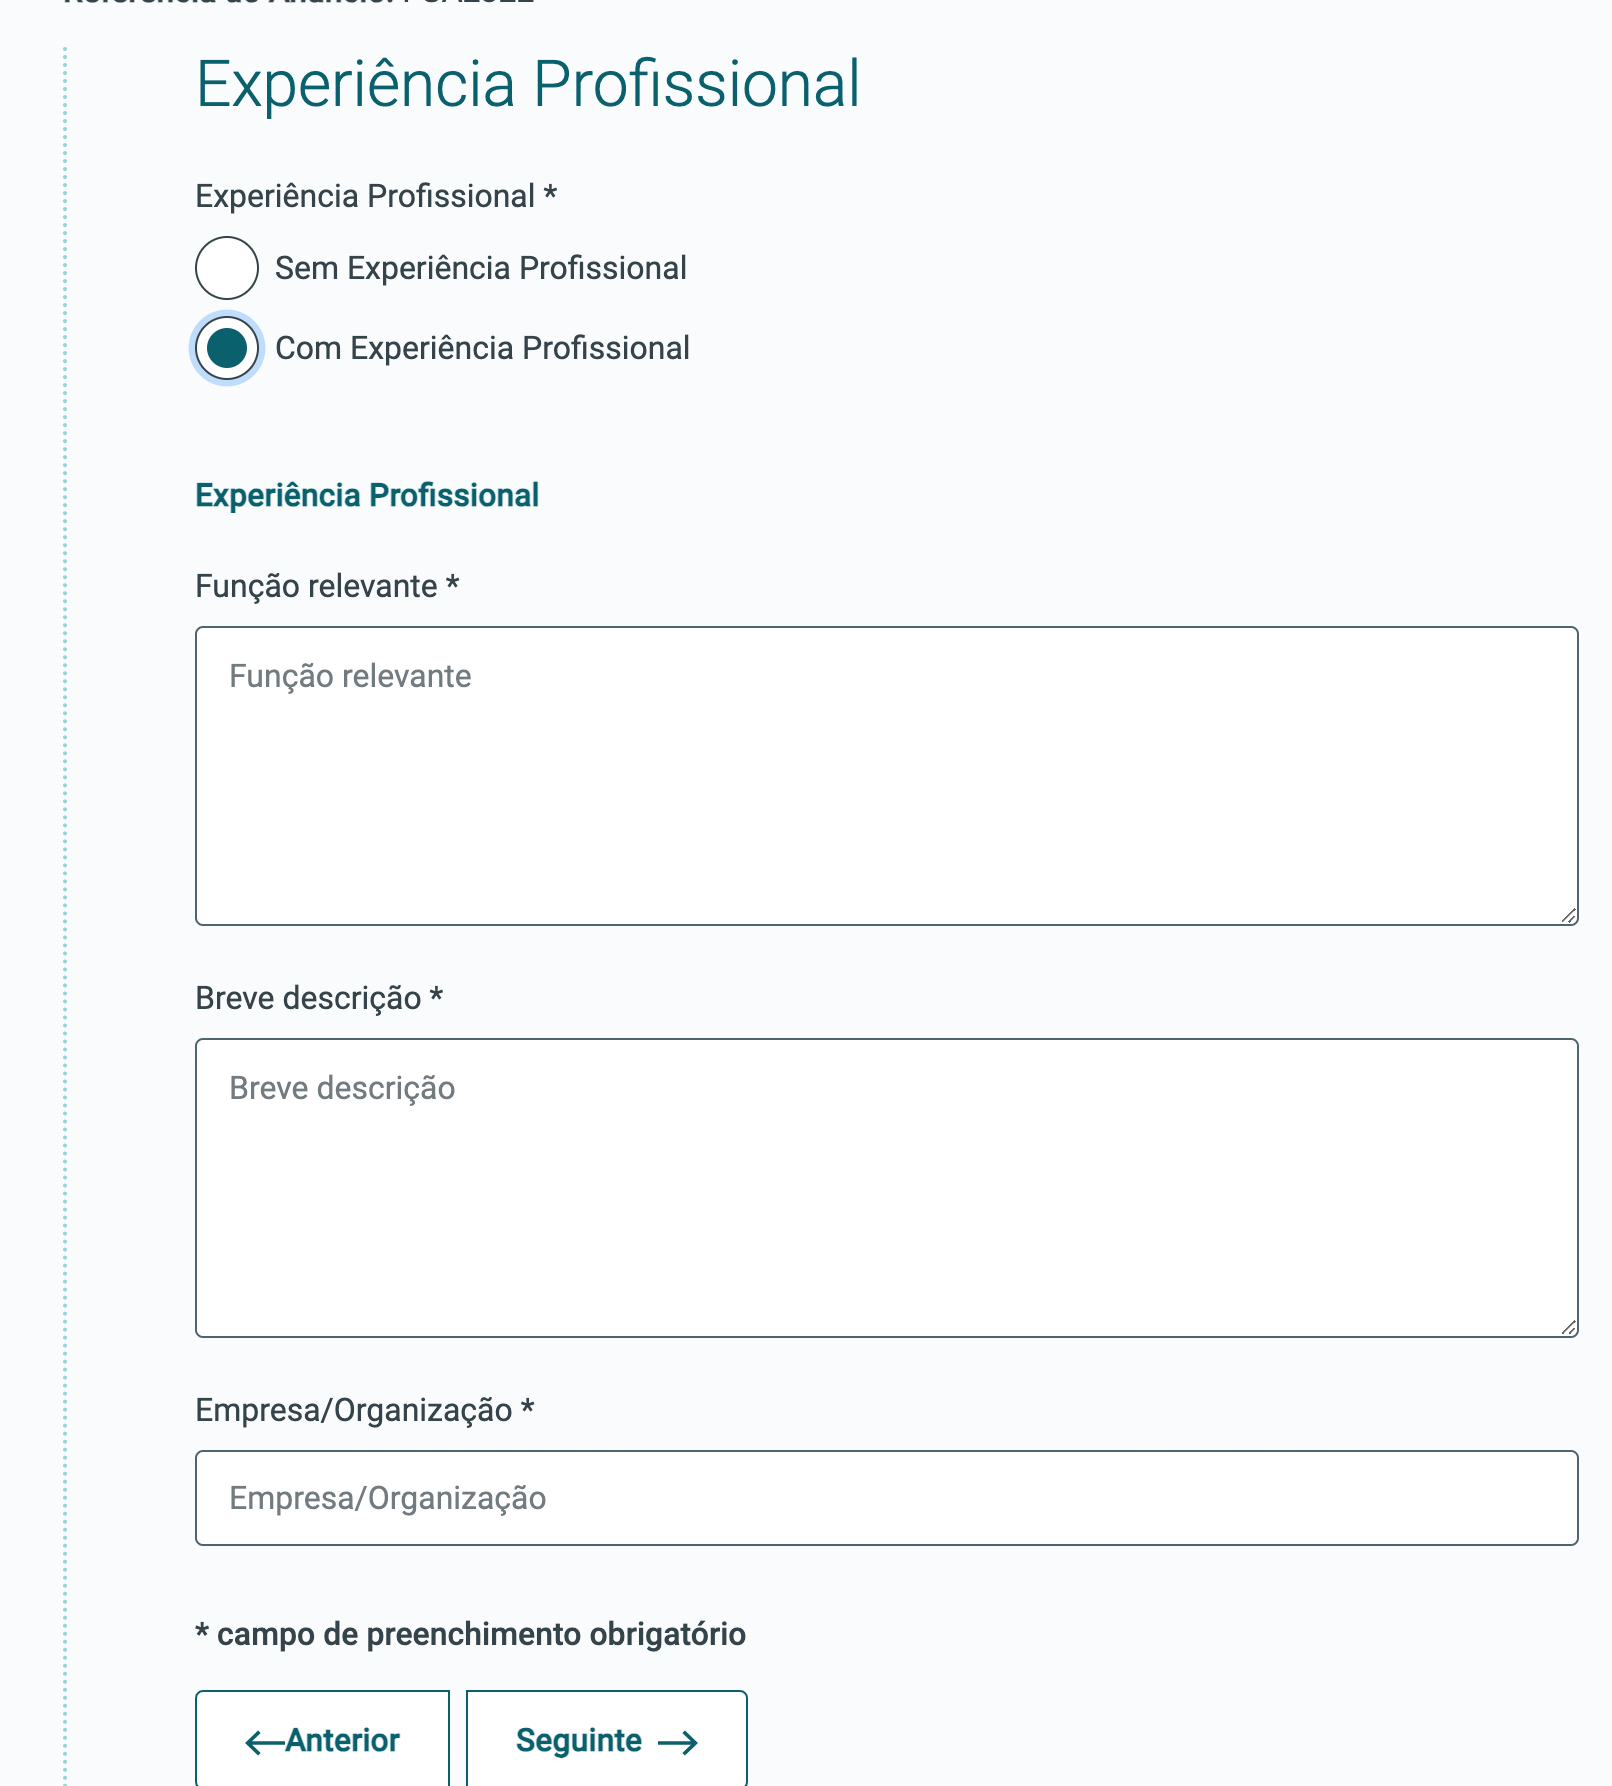 Experiência Profissional
Experiência Profissional *
Sem Experiência Profissional
Com Experiência Profissional
Experiência Profissional
Função relevante *
Função relevante
Breve descrição *
Breve descrição
Empresa/Organização *
Empresa/Organização
* campo de preenchimento obrigatório
Anterior
Seguinte